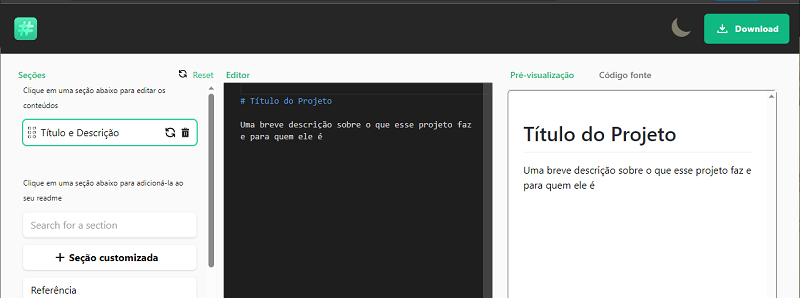 #
Download
Seções
Reset
Clique em uma seção abaixo para editar os
conteúdos
Título e Descrição
Clique em uma seção abaixo para adicioná-la ao
seu readme
Search for a section
+ Seção customizada
Referência
Editor
# Título do Projeto
Uma breve descrição sobre o que esse projeto faz
e para quem ele é
Pré-visualização
Código fonte
Título do Projeto
Uma breve descrição sobre o que esse projeto faz e
para quem ele é